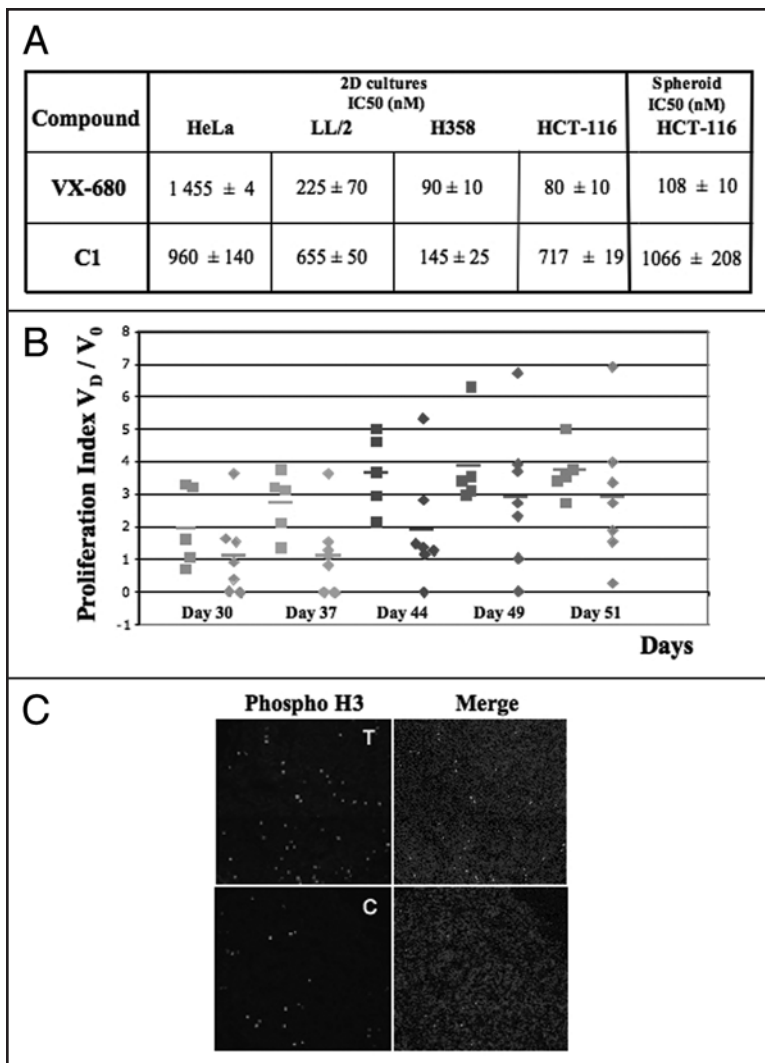 A
Compound
2D cultures
IC50 (nM)
HeLa LL/2 H358 HCT-116
Spheroid
IC50 (nM)
HCT-116
VX-680 1 455 ± 4 225 ± 70 90 ± 10 80 ± 10 108 ± 10
C1 960 ± 140 655 ± 50 145 ± 25 717 ± 19 1066 ± 208
B
Proliferation Index V_D / V_0
8
7
6
5
4
3
2
1
0
-1
Day 30 Day 37 Day 44 Day 49 Day 51
Days
C
Phospho H3 Merge
T
C